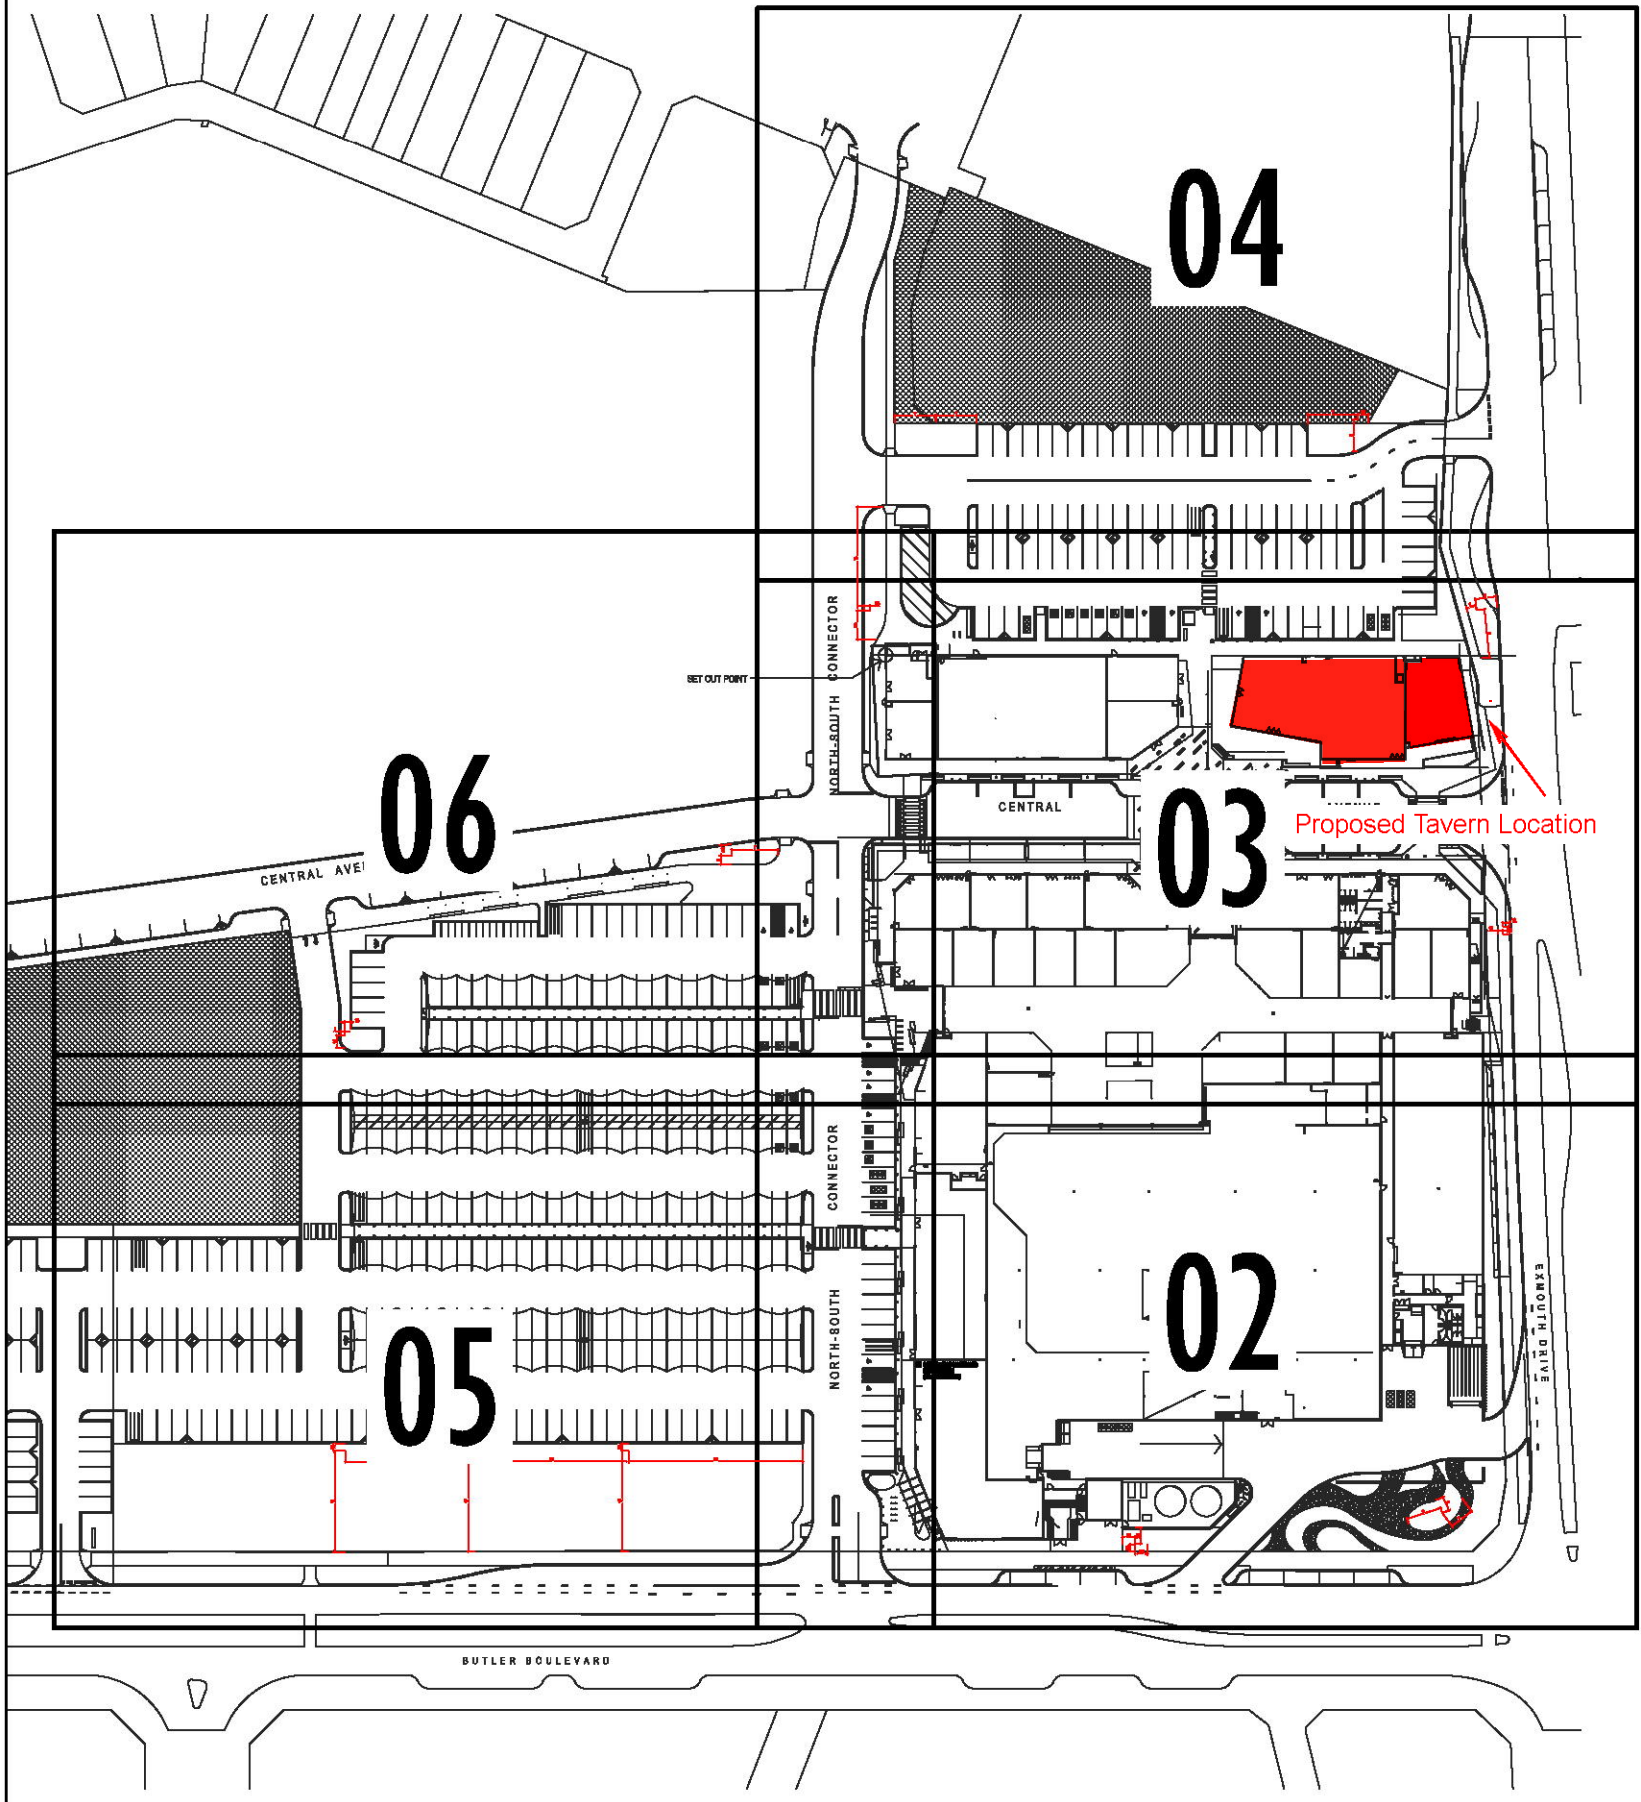 04
NORTH-SOUTH CONNECTOR
SET OUT POINT
06
CENTRAL
03
Proposed Tavern Location
CENTRAL AVE
NORTH-SOUTH CONNECTOR
02
EXMOUTH DRIVE
05
BUTLER BOULEVARD